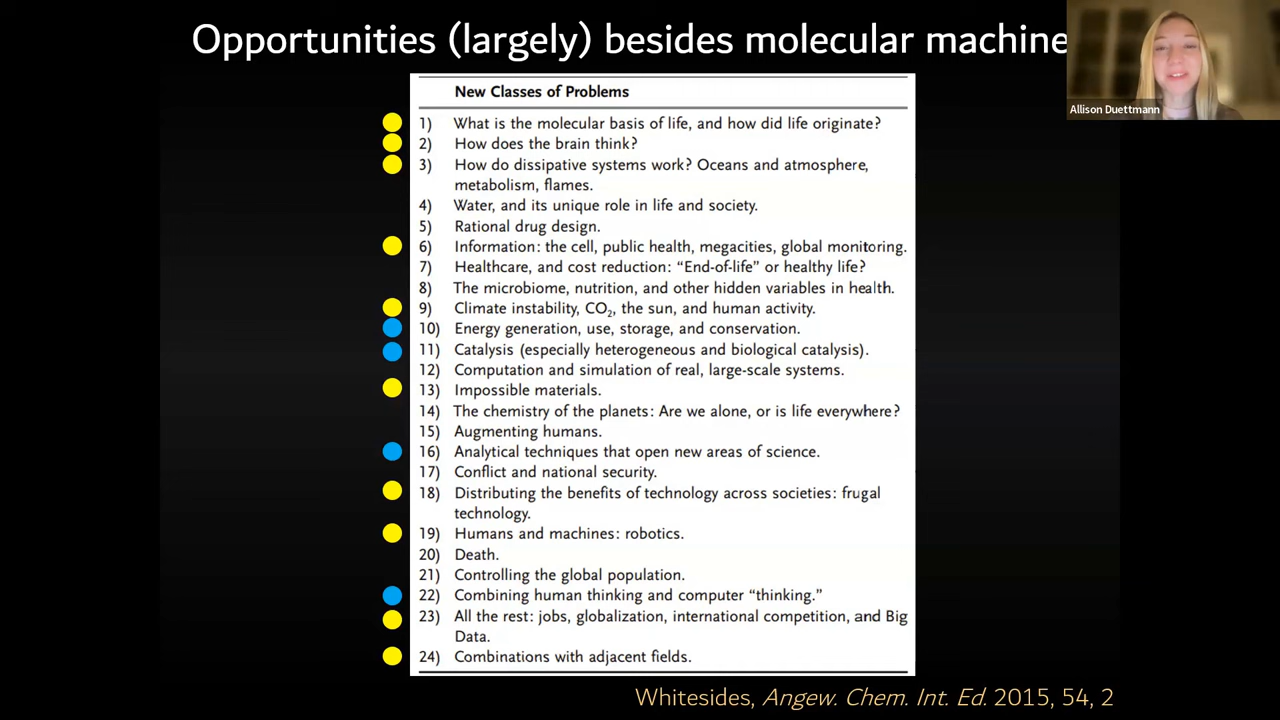 Opportunities (largely) besides molecular machine
Allison Duettmann
New Classes of Problems
1) What is the molecular basis of life, and how did life originate?
2) How does the brain think?
3) How do dissipative systems work? Oceans and atmosphere,
metabolism, flames.
4) Water, and its unique role in life and society.
5) Rational drug design.
6) Information: the cell, public health, megacities, global monitoring.
7) Healthcare, and cost reduction: “End-of-life” or healthy life?
8) The microbiome, nutrition, and other hidden variables in health.
9) Climate instability, CO₂, the sun, and human activity.
10) Energy generation, use, storage, and conservation.
11) Catalysis (especially heterogeneous and biological catalysis).
12) Computation and simulation of real, large-scale systems.
13) Impossible materials.
14) The chemistry of the planets: Are we alone, or is life everywhere?
15) Augmenting humans.
16) Analytical techniques that open new areas of science.
17) Conflict and national security.
18) Distributing the benefits of technology across societies: frugal
technology.
19) Humans and machines: robotics.
20) Death.
21) Controlling the global population.
22) Combining human thinking and computer “thinking.”
23) All the rest: jobs, globalization, international competition, and Big
Data.
24) Combinations with adjacent fields.
Whitesides, Angew. Chem. Int. Ed. 2015, 54, 2